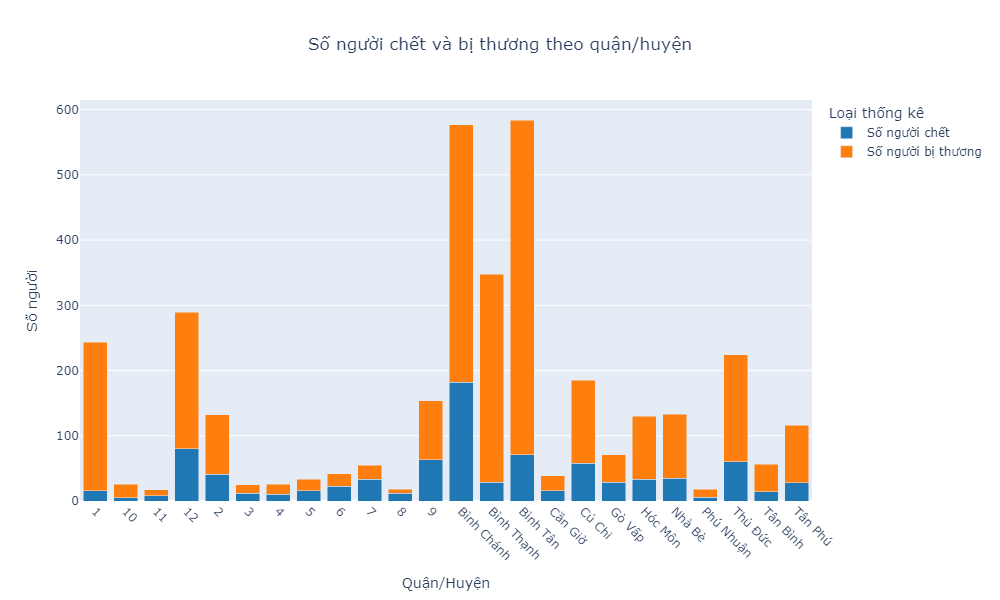 Số người chết và bị thương theo quận/huyện
Loại thống kê
Số người chết
Số người bị thương
Số người
600
500
400
300
200
100
0
1
10
11
12
2
3
4
5
6
7
8
9
Bình Chánh
Bình Thạnh
Bình Tân
Cần Giờ
Củ Chi
Gò Vấp
Hóc Môn
Nhà Bè
Phú Nhuận
Thủ Đức
Tân Bình
Tân Phú
Quận/Huyện